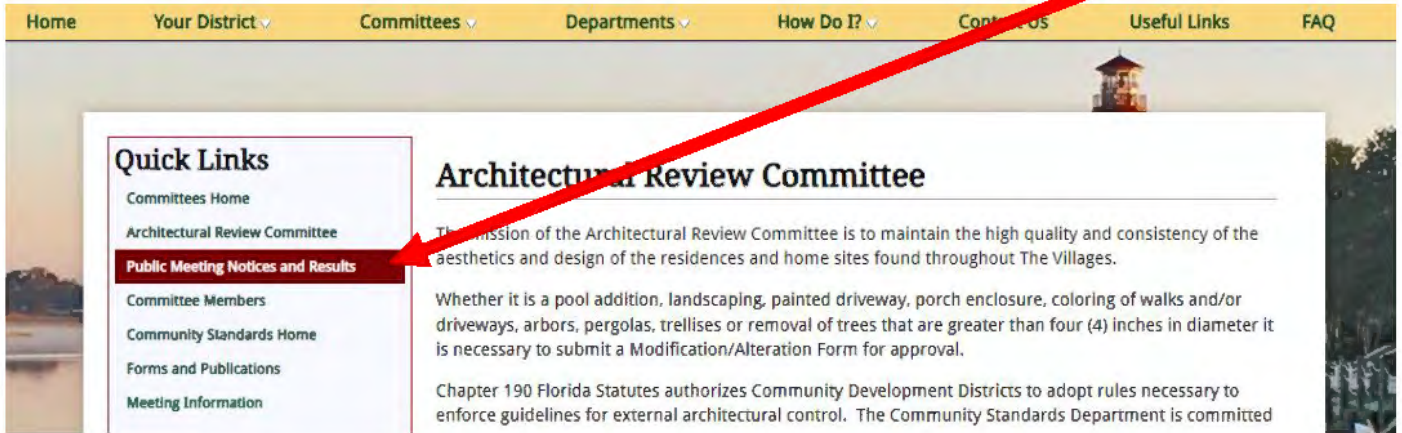 Home Your District Committees Departments How Do I? Contact Us Useful Links FAQ
Quick Links
Committees Home
Architectural Review Committee
Public Meeting Notices and Results
Committee Members
Community Standards Home
Forms and Publications
Meeting Information
Architectural Review Committee
The mission of the Architectural Review Committee is to maintain the high quality and consistency of the
aesthetics and design of the residences and home sites found throughout The Villages.
Whether it is a pool addition, landscaping, painted driveway, porch enclosure, coloring of walks and/or
driveways, arbors, pergolas, trellises or removal of trees that are greater than four (4) inches in diameter it
is necessary to submit a Modification/Alteration Form for approval.
Chapter 190 Florida Statutes authorizes Community Development Districts to adopt rules necessary to
enforce guidelines for external architectural control. The Community Standards Department is committed